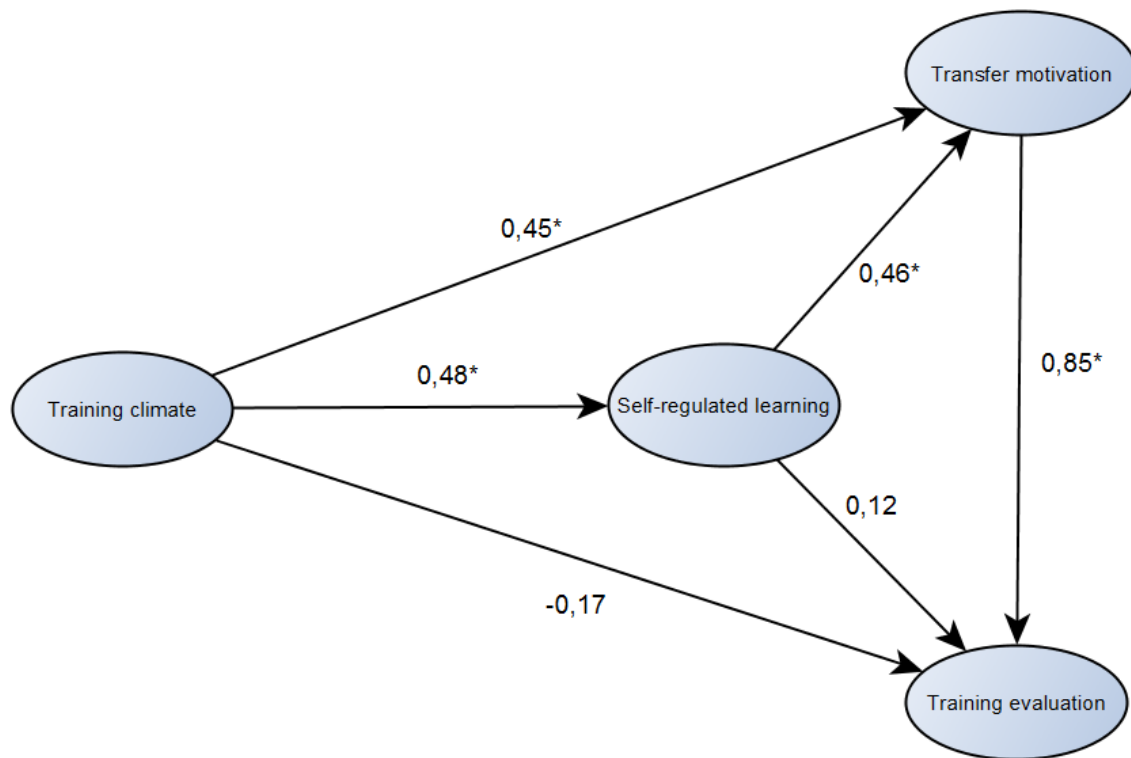 Transfer motivation
0,45*
0,46*
0,85*
0,48*
Training climate
Self-regulated learning
0,12
-0,17
Training evaluation